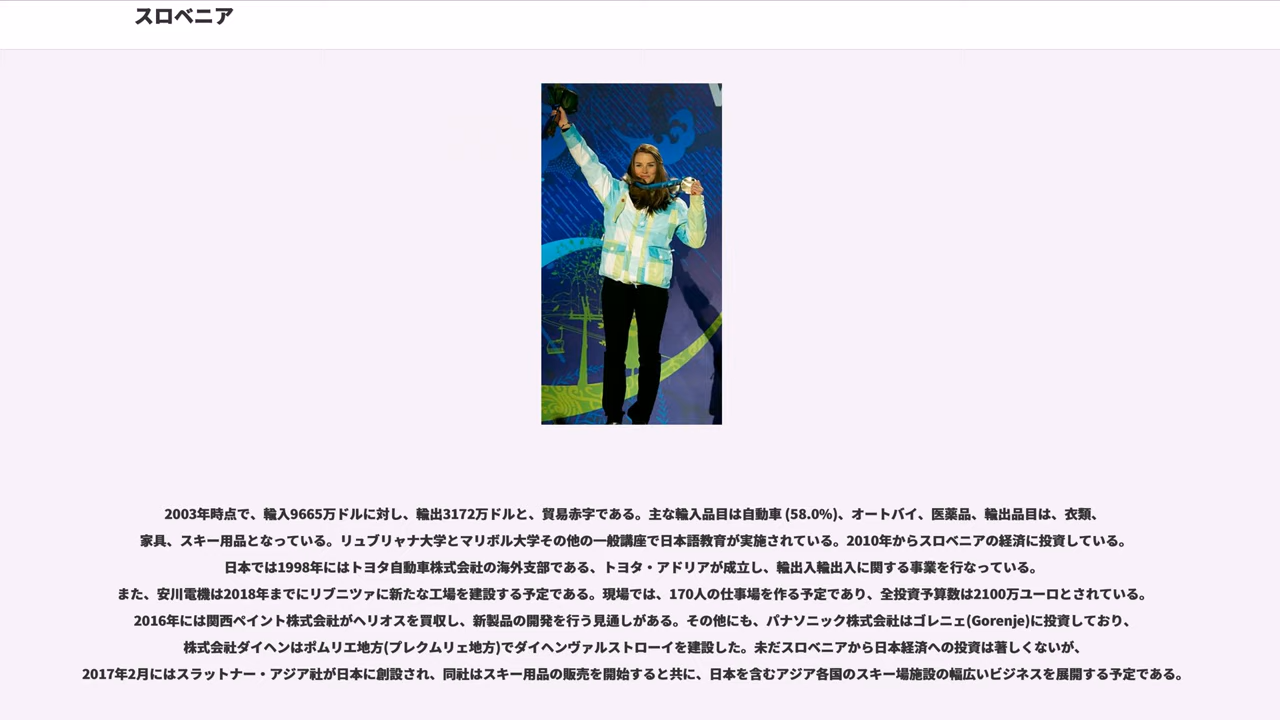 スロベニア
2003年時点で、輸入9665万ドルに対し、輸出3172万ドルと、貿易赤字である。主な輸入品目は自動車 (58.0%)、オートバイ、医薬品、輸出品目は、衣類、
家具、スキー用品となっている。リュブリャナ大学とマリボル大学その他の一般講座で日本語教育が実施されている。2010年からスロベニアの経済に投資している。
日本では1998年にはトヨタ自動車株式会社の海外支部である、トヨタ・アドリアが成立し、輸出入輸出入に関する事業を行なっている。
また、安川電機は2018年までにリブニツァに新たな工場を建設する予定である。現場では、170人の仕事場を作る予定であり、全投資予算数は2100万ユーロとされている。
2016年には関西ペイント株式会社がヘリオスを買収し、新製品の開発を行う見通しがある。その他にも、パナソニック株式会社はゴレニェ(Gorenje)に投資しており、
株式会社ダイヘンはポムリエ地方(プレクムリェ地方)でダイヘンヴァルストローイを建設した。未だスロベニアから日本経済への投資は著しくないが、
2017年2月にはスラットナー・アジア社が日本に創設され、同社はスキー用品の販売を開始すると共に、日本を含むアジア各国のスキー場施設の幅広いビジネスを展開する予定である。